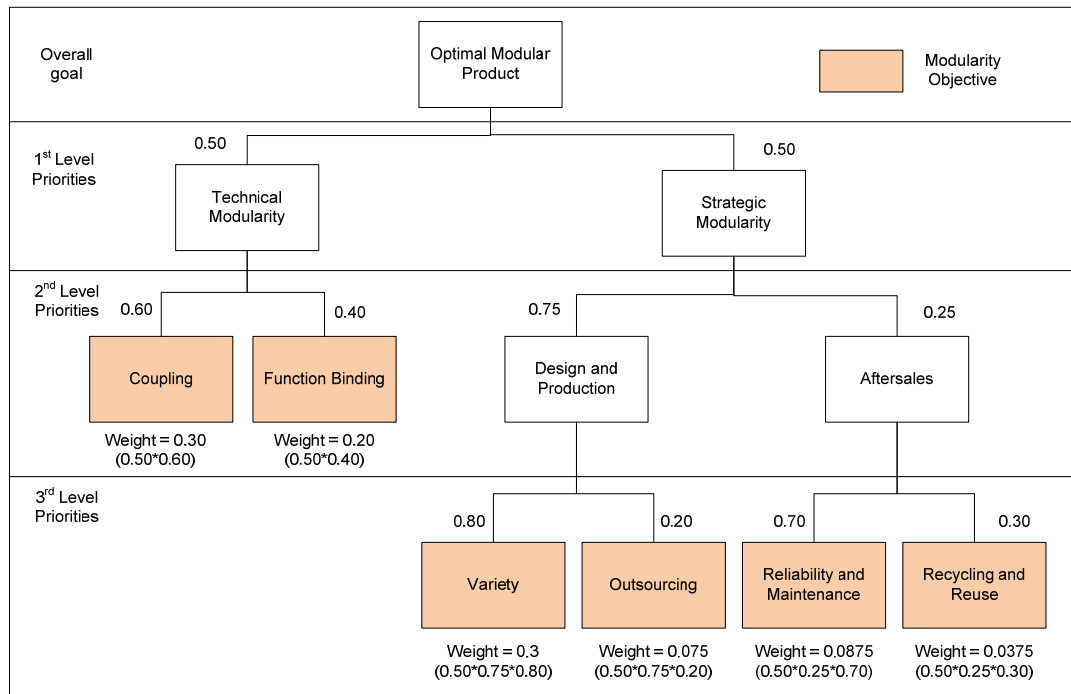 Overall
goal
Optimal Modular
Product
Modularity
Objective
1st Level
Priorities
0.50
0.50
Technical
Modularity
Strategic
Modularity
2nd Level
Priorities
0.60
0.40
0.75
0.25
Coupling
Function Binding
Design and
Production
Aftersales
Weight = 0.30
(0.50*0.60)
Weight = 0.20
(0.50*0.40)
3rd Level
Priorities
0.80
0.20
0.70
0.30
Variety
Outsourcing
Reliability and
Maintenance
Recycling and
Reuse
Weight = 0.3
(0.50*0.75*0.80)
Weight = 0.075
(0.50*0.75*0.20)
Weight = 0.0875
(0.50*0.25*0.70)
Weight = 0.0375
(0.50*0.25*0.30)